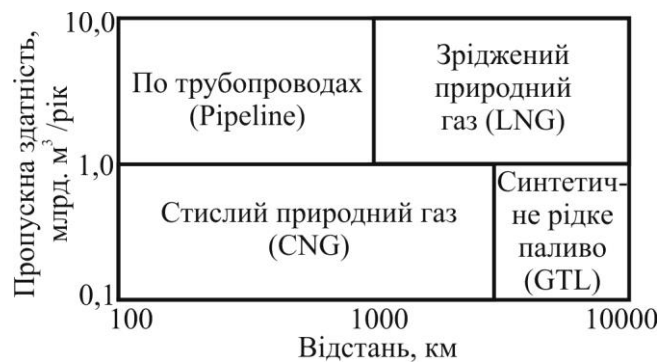 Пропускна здатність,
млрд. м³/рік
10,0
1,0
0,1
По трубопроводах
(Pipeline)
Зріджений
природний
газ (LNG)
Стислий природний газ
(CNG)
Синтетич-
не рідке
паливо
(GTL)
100
1000
10000
Відстань, км